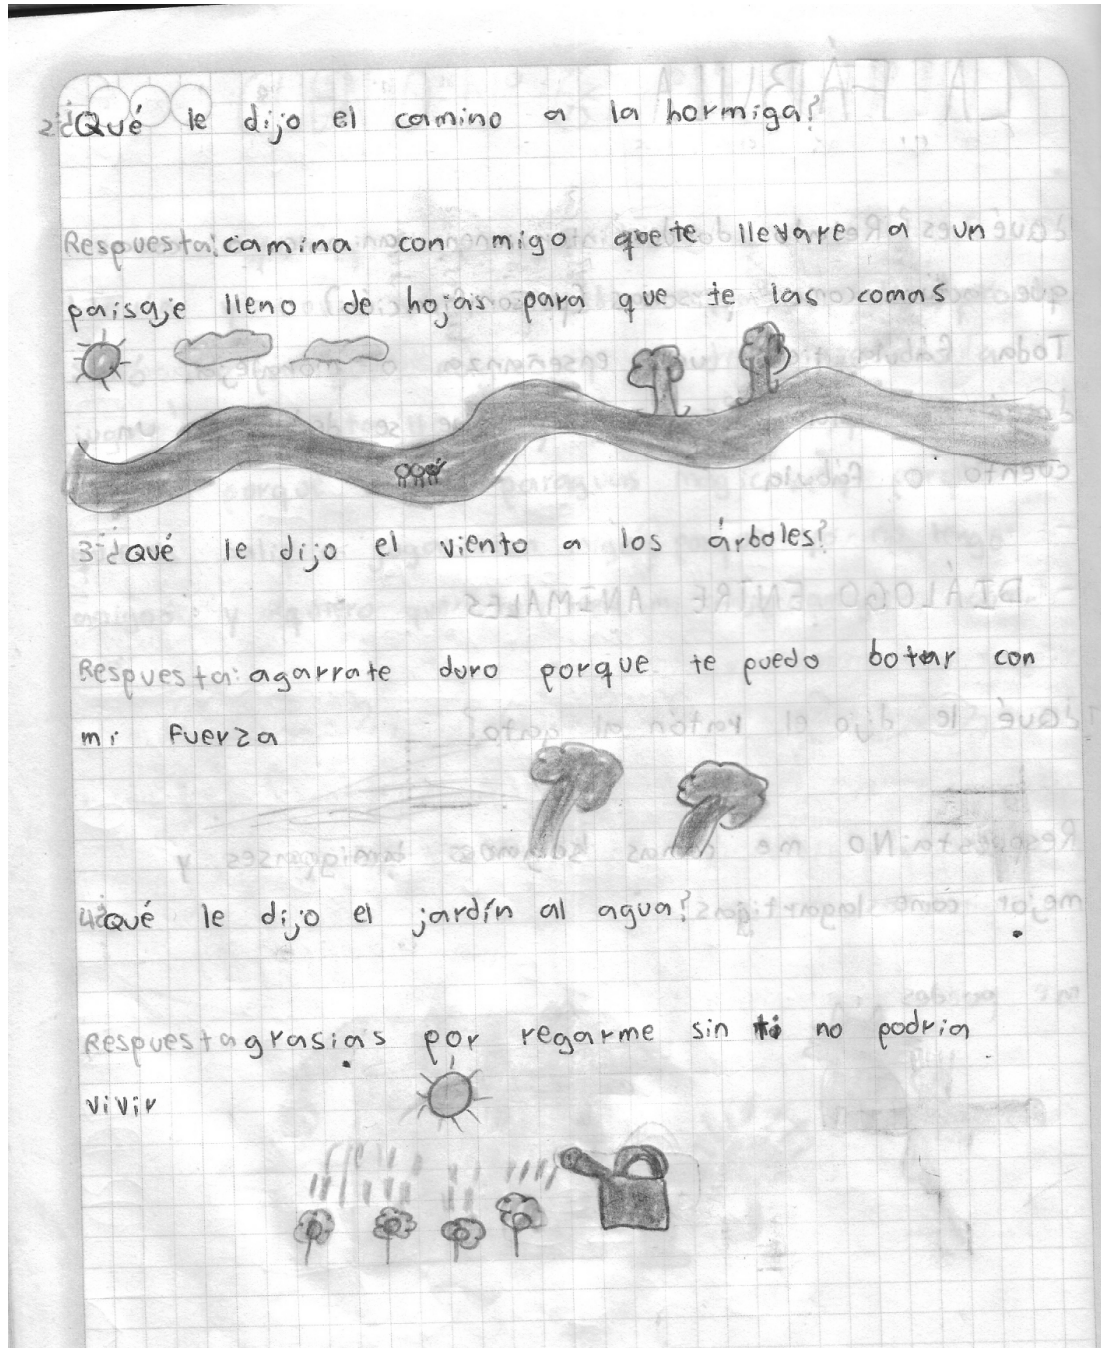 2-¿Qué le dijo el camino a la hormiga?
Respuesta: camina con migo que te llevare a un
paisaje lleno de hojas para que te las comas
3-¿Qué le dijo el viento a los árboles?
Respuesta: agarrate duro porque te puedo botar con
mi fuerza
4¿Qué le dijo el jardín al agua?
Respuesta grasias por regarme sin ti no podria
vivir